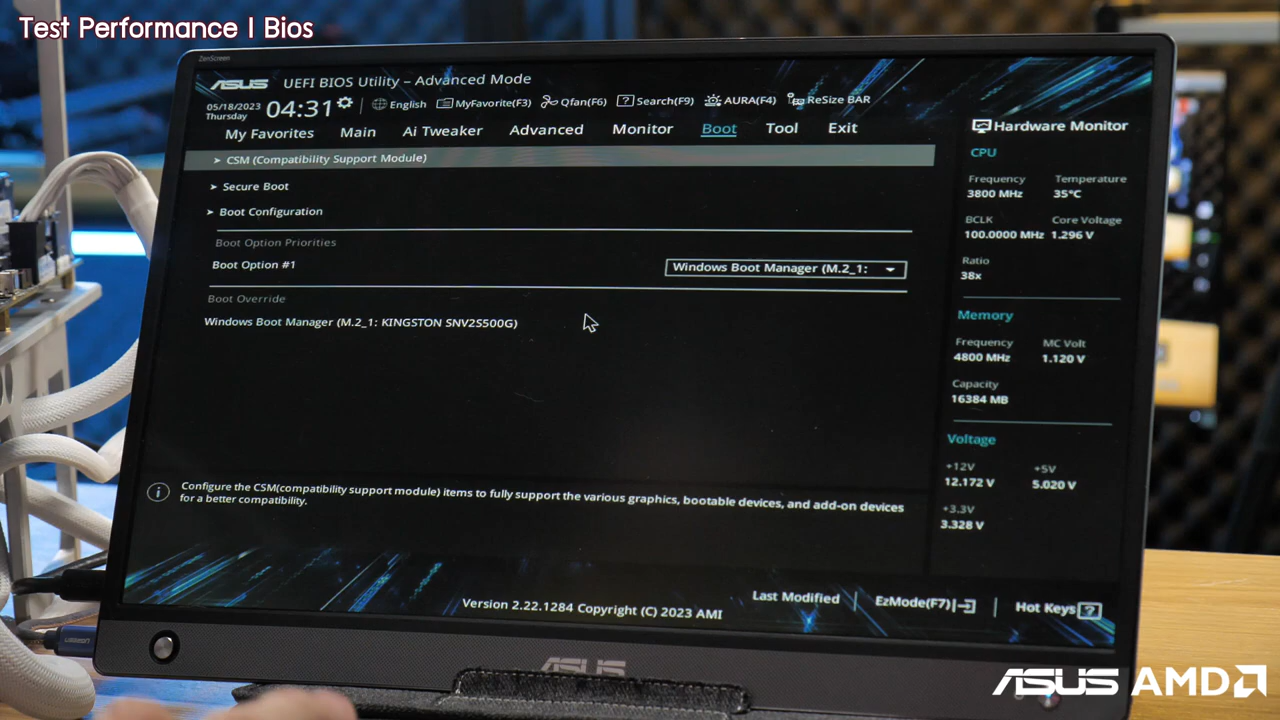 Test Performance | Bios
ZenScreen
ASUS UEFI BIOS Utility – Advanced Mode
05/18/2023
Thursday
04:31
English MyFavorite(F3) Qfan(F6) ? Search(F9) AURA(F4) ReSize BAR
My Favorites Main Ai Tweaker Advanced Monitor Boot Tool Exit
CSM (Compatibility Support Module)
Secure Boot
Boot Configuration
Boot Option Priorities
Boot Option #1 Windows Boot Manager (M.2_1:
Boot Override
Windows Boot Manager (M.2_1: KINGSTON SNV2S500G)
i Configure the CSM(compatibility support module) items to fully support the various graphics, bootable devices, and add-on devices
for a better compatibility.
Hardware Monitor
CPU
Frequency Temperature
3800 MHz 35°C
BCLK Core Voltage
100.0000 MHz 1.296 V
Ratio
38x
Memory
Frequency MC Volt
4800 MHz 1.120 V
Capacity
16384 MB
Voltage
+12V +5V
12.172 V 5.020 V
+3.3V
3.328 V
Last Modified EzMode(F7) Hot Keys ?
Version 2.22.1284 Copyright (C) 2023 AMI
UGREEN
ASUS
ASUS AMD